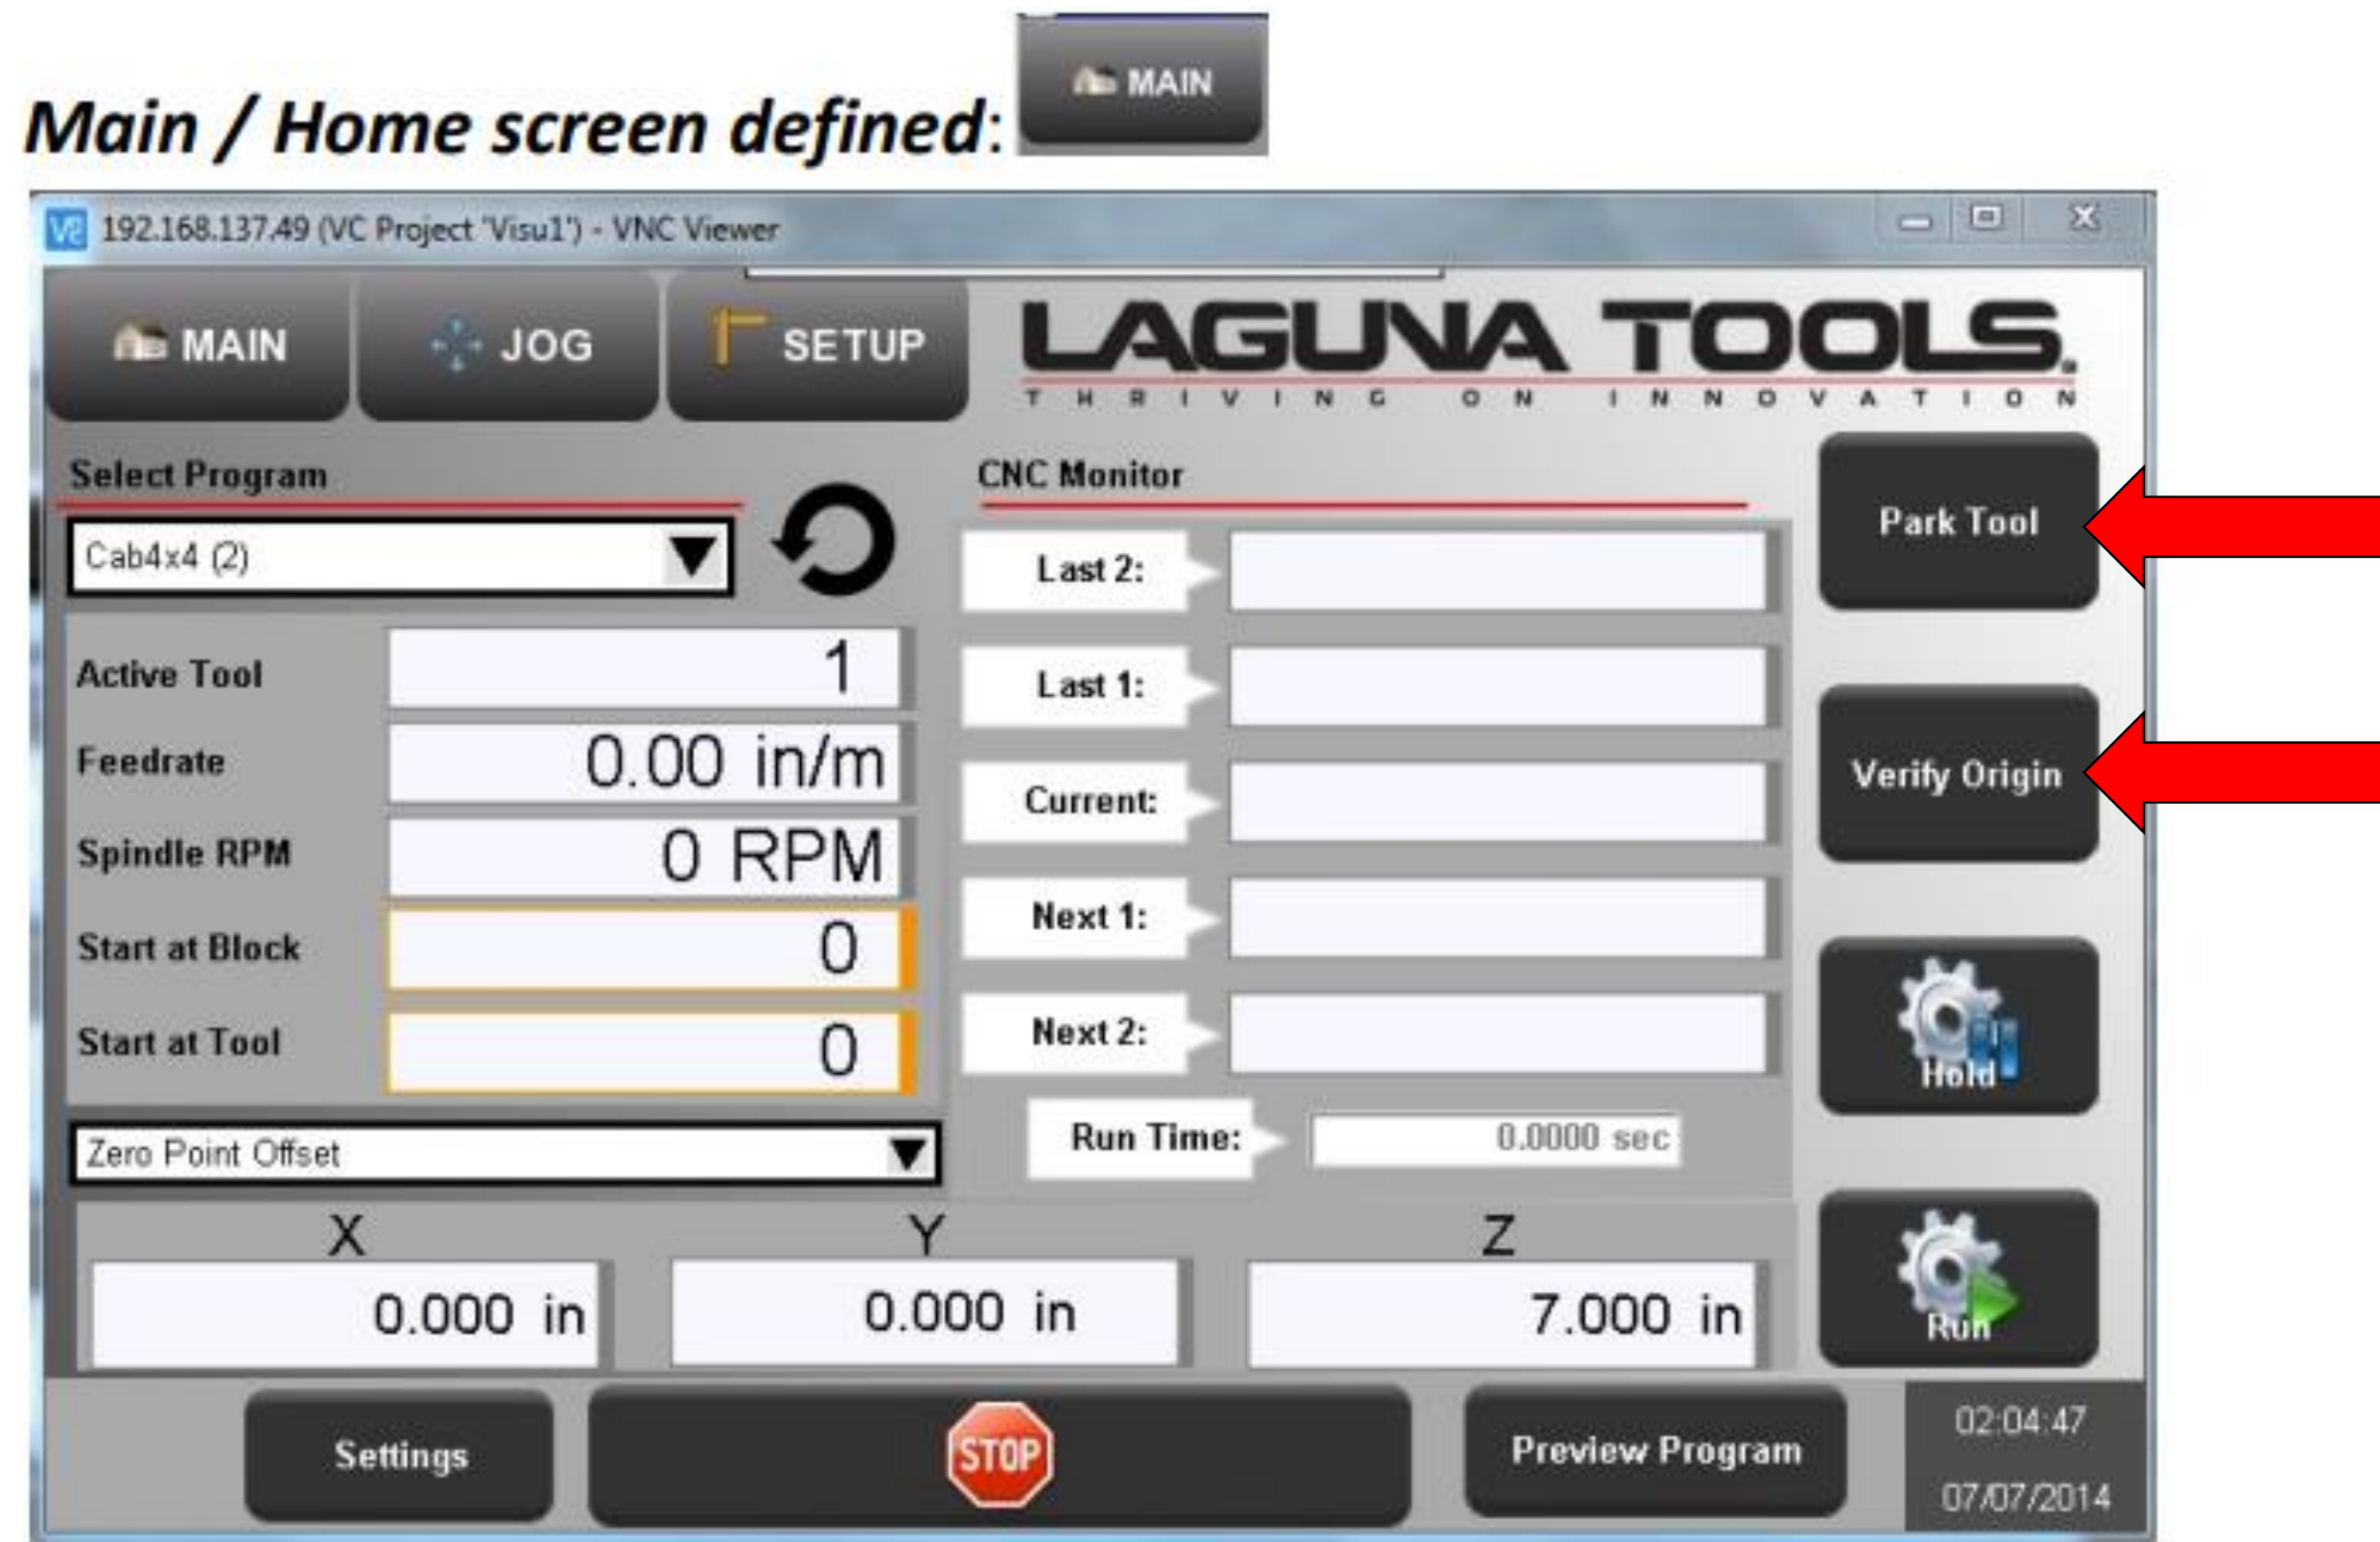 MAIN
Main / Home screen defined:
192.168.137.49 (VC Project 'Visu1') - VNC Viewer
MAIN
JOG
SETUP
LAGUNA TOOLS®
THRIVING ON INNOVATION
Select Program
Cab4x4 (2)
Active Tool 1
Feedrate 0.00 in/m
Spindle RPM 0 RPM
Start at Block 0
Start at Tool 0
Zero Point Offset
CNC Monitor
Last 2:
Last 1:
Current:
Next 1:
Next 2:
Run Time: 0.0000 sec
Park Tool
Verify Origin
Hold
Run
X Y Z
0.000 in 0.000 in 7.000 in
Settings
STOP
Preview Program
02:04:47
07/07/2014